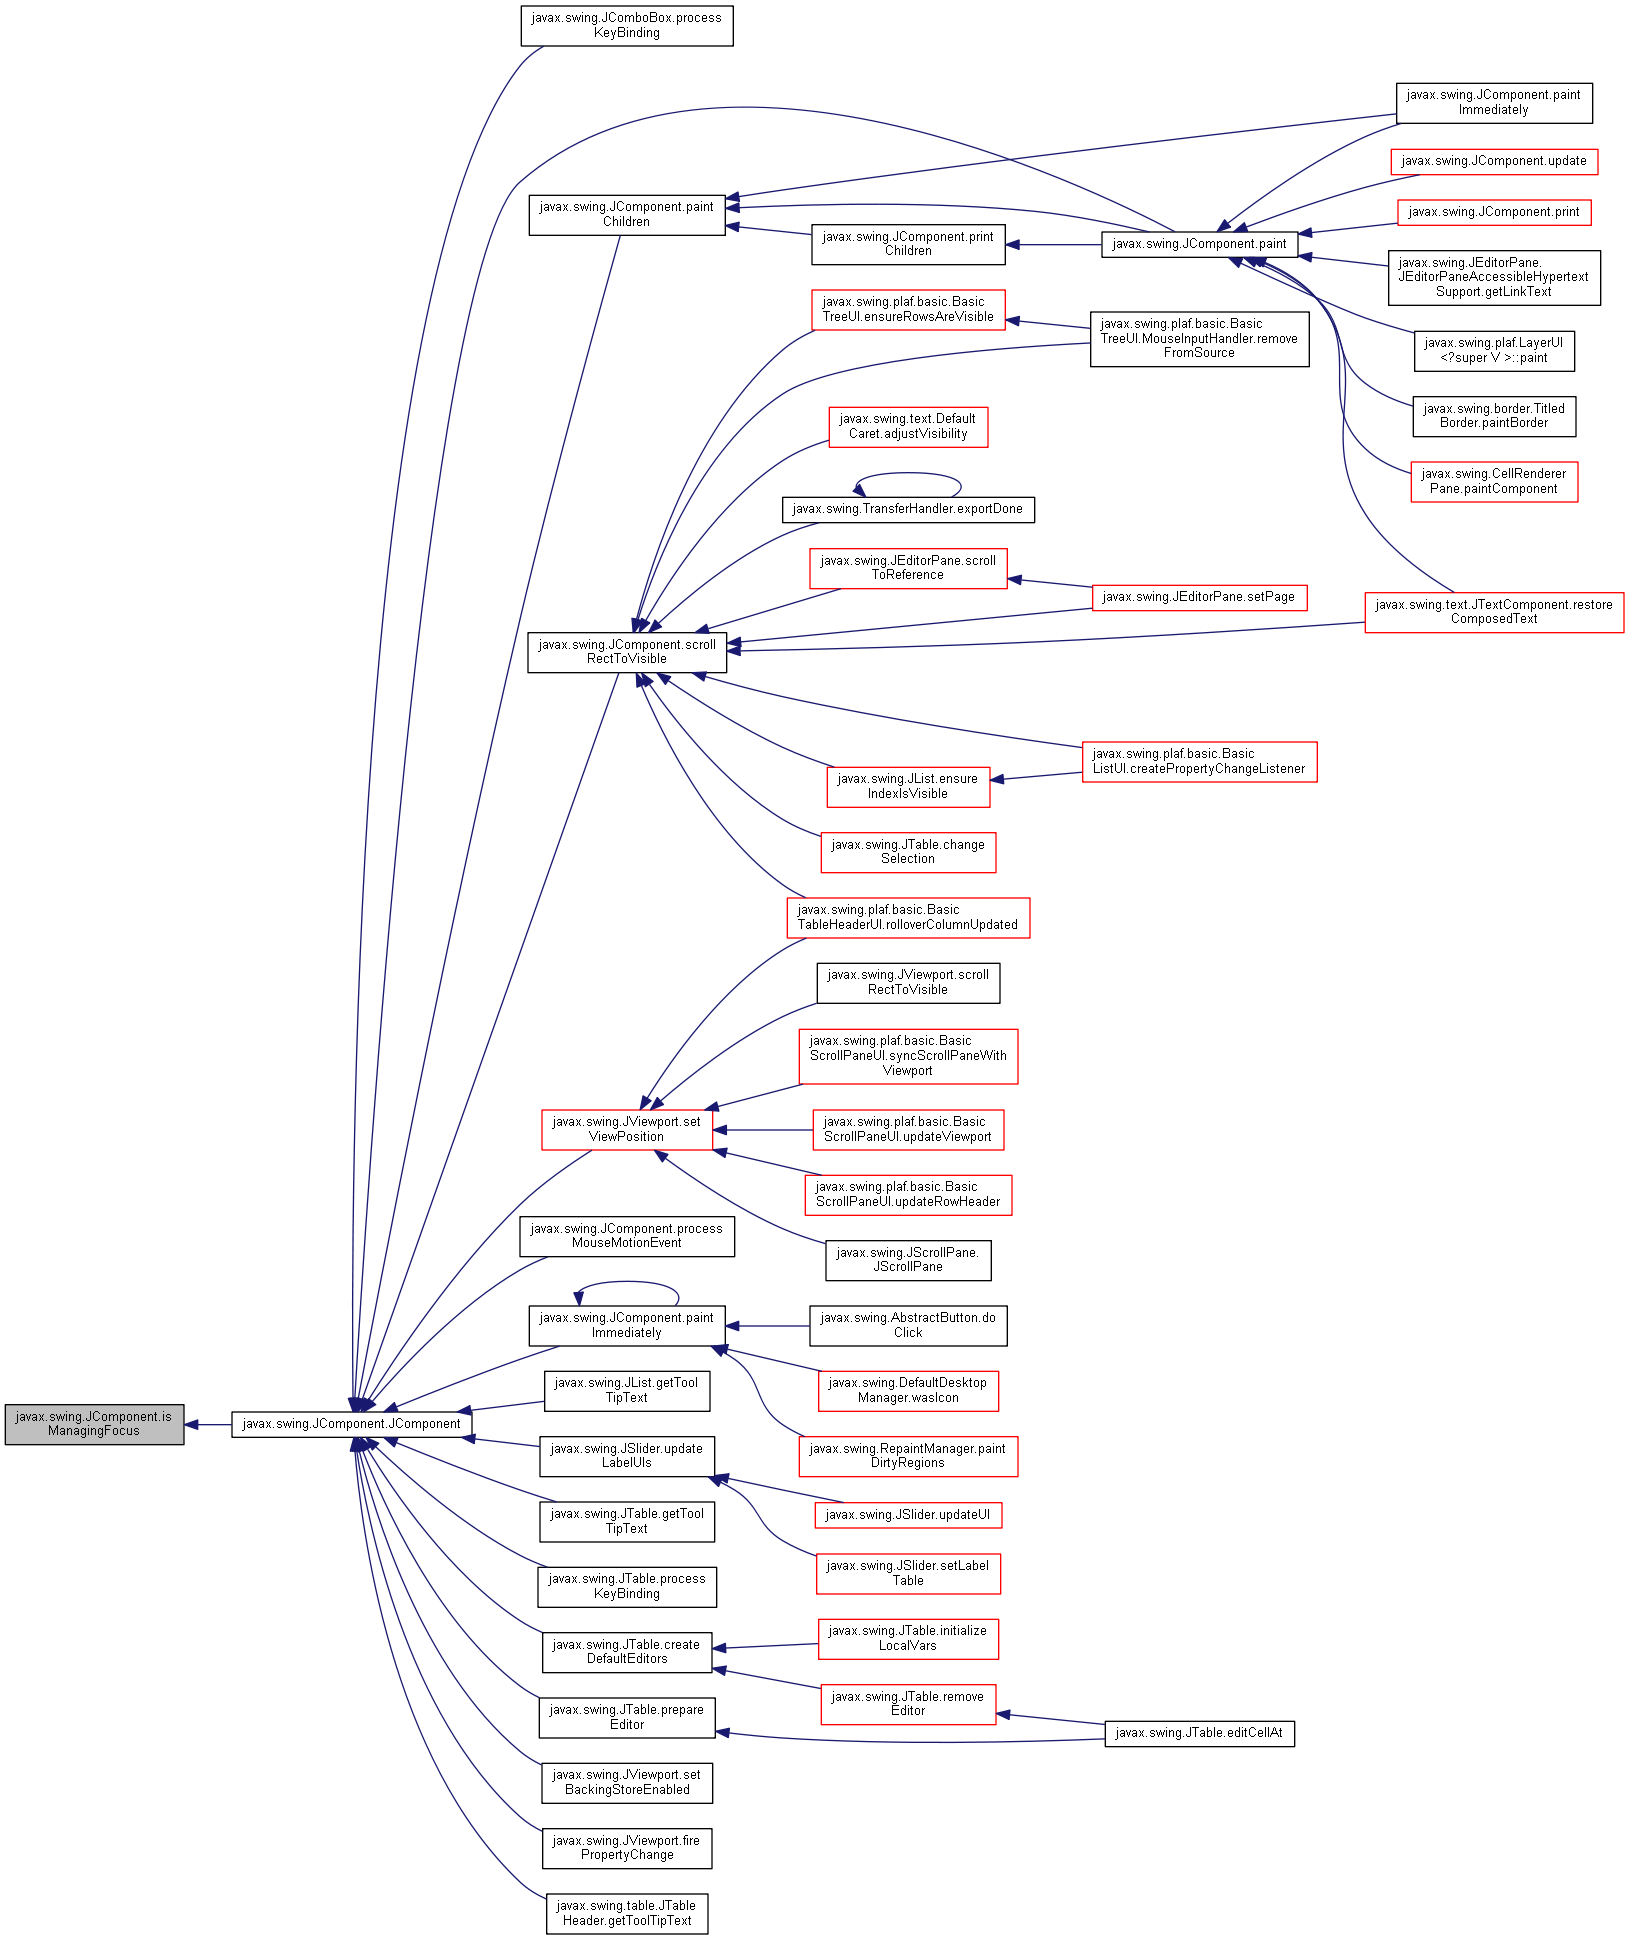 javax.swing.JComboBox.process
KeyBinding
javax.swing.JComponent.paint
Immediately
javax.swing.JComponent.update
javax.swing.JComponent.paint
Children
javax.swing.JComponent.print
javax.swing.JComponent.print
Children
javax.swing.JComponent.paint
javax.swing.JEditorPane.
JEditorPaneAccessibleHypertext
Support.getLinkText
javax.swing.plaf.basic.Basic
TreeUI.ensureRowsAreVisible
javax.swing.plaf.basic.Basic
TreeUI.MouseInputHandler.remove
FromSource
javax.swing.plaf.LayerUI
<?super V >::paint
javax.swing.border.Titled
Border.paintBorder
javax.swing.text.Default
Caret.adjustVisibility
javax.swing.CellRenderer
Pane.paintComponent
javax.swing.TransferHandler.exportDone
javax.swing.JEditorPane.scroll
ToReference
javax.swing.JEditorPane.setPage
javax.swing.text.JTextComponent.restore
ComposedText
javax.swing.JComponent.scroll
RectToVisible
javax.swing.plaf.basic.Basic
ListUI.createPropertyChangeListener
javax.swing.JList.ensure
IndexIsVisible
javax.swing.JTable.change
Selection
javax.swing.plaf.basic.Basic
TableHeaderUI.rolloverColumnUpdated
javax.swing.JViewport.scroll
RectToVisible
javax.swing.plaf.basic.Basic
ScrollPaneUI.syncScrollPaneWith
Viewport
javax.swing.JViewport.set
ViewPosition
javax.swing.plaf.basic.Basic
ScrollPaneUI.updateViewport
javax.swing.plaf.basic.Basic
ScrollPaneUI.updateRowHeader
javax.swing.JComponent.process
MouseMotionEvent
javax.swing.JScrollPane.
JScrollPane
javax.swing.JComponent.paint
Immediately
javax.swing.AbstractButton.do
Click
javax.swing.JList.getTool
TipText
javax.swing.DefaultDesktop
Manager.wasIcon
javax.swing.JComponent.is
ManagingFocus
javax.swing.JComponent.JComponent
javax.swing.JSlider.update
LabelUIs
javax.swing.RepaintManager.paint
DirtyRegions
javax.swing.JTable.getTool
TipText
javax.swing.JSlider.updateUI
javax.swing.JTable.process
KeyBinding
javax.swing.JSlider.setLabel
Table
javax.swing.JTable.create
DefaultEditors
javax.swing.JTable.initialize
LocalVars
javax.swing.JTable.prepare
Editor
javax.swing.JTable.remove
Editor
javax.swing.JTable.editCellAt
javax.swing.JViewport.set
BackingStoreEnabled
javax.swing.JViewport.fire
PropertyChange
javax.swing.table.JTable
Header.getToolTipText